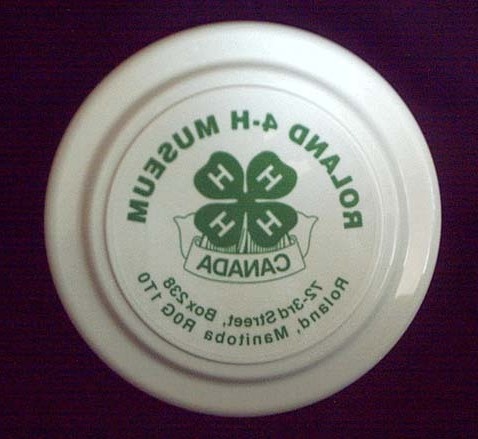 ROLAND 4-H MUSEUM
H H
H H
CANADA
72-3rd Street, Box 238
Roland, Manitoba R0G 1T0